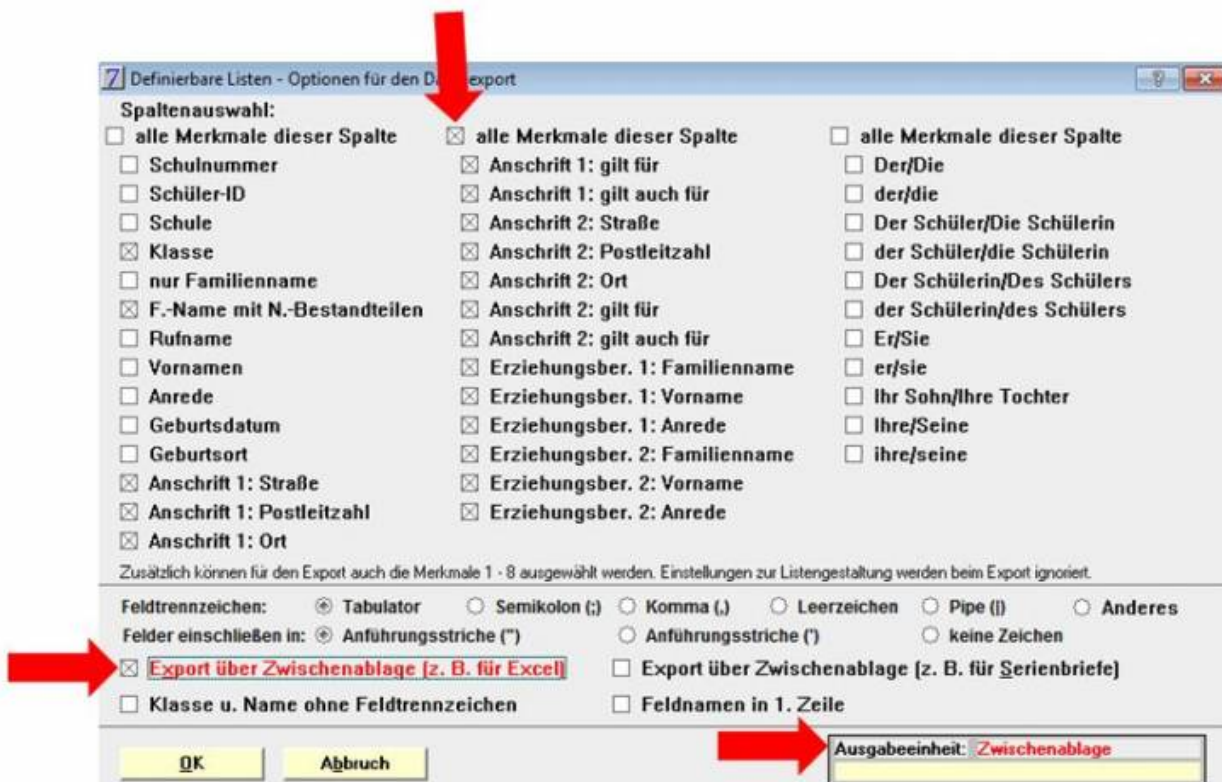 Definierbare Listen - Optionen für den Da export
Spaltenauswahl:
alle Merkmale dieser Spalte
Schulnummer
Schüler-ID
Schule
Klasse
nur Familienname
F.-Name mit N.-Bestandteilen
Rufname
Vornamen
Anrede
Geburtsdatum
Geburtsort
Anschrift 1: Straße
Anschrift 1: Postleitzahl
Anschrift 1: Ort
alle Merkmale dieser Spalte
Anschrift 1: gilt für
Anschrift 1: gilt auch für
Anschrift 2: Straße
Anschrift 2: Postleitzahl
Anschrift 2: Ort
Anschrift 2: gilt für
Anschrift 2: gilt auch für
Erziehungsber. 1: Familienname
Erziehungsber. 1: Vorname
Erziehungsber. 1: Anrede
Erziehungsber. 2: Familienname
Erziehungsber. 2: Vorname
Erziehungsber. 2: Anrede
alle Merkmale dieser Spalte
Der/Die
der/die
Der Schüler/Die Schülerin
der Schüler/die Schülerin
Der Schülerin/Des Schülers
der Schülerin/des Schülers
Er/Sie
er/sie
Ihr Sohn/Ihre Tochter
Ihre/Seine
ihre/seine
Zusätzlich können für den Export auch die Merkmale 1 - 8 ausgewählt werden. Einstellungen zur Listengestaltung werden beim Export ignoriert.
Feldtrennzeichen: Tabulator Semikolon (;) Komma (,) Leerzeichen Pipe (|) Anderes
Felder einschließen in: Anführungsstriche (") Anführungsstriche (') keine Zeichen
Export über Zwischenablage (z. B. für Excel) Export über Zwischenablage (z. B. für Serienbriefe)
Klasse u. Name ohne Feldtrennzeichen Feldnamen in 1. Zeile
OK Abbruch
Ausgabeeinheit: Zwischenablage